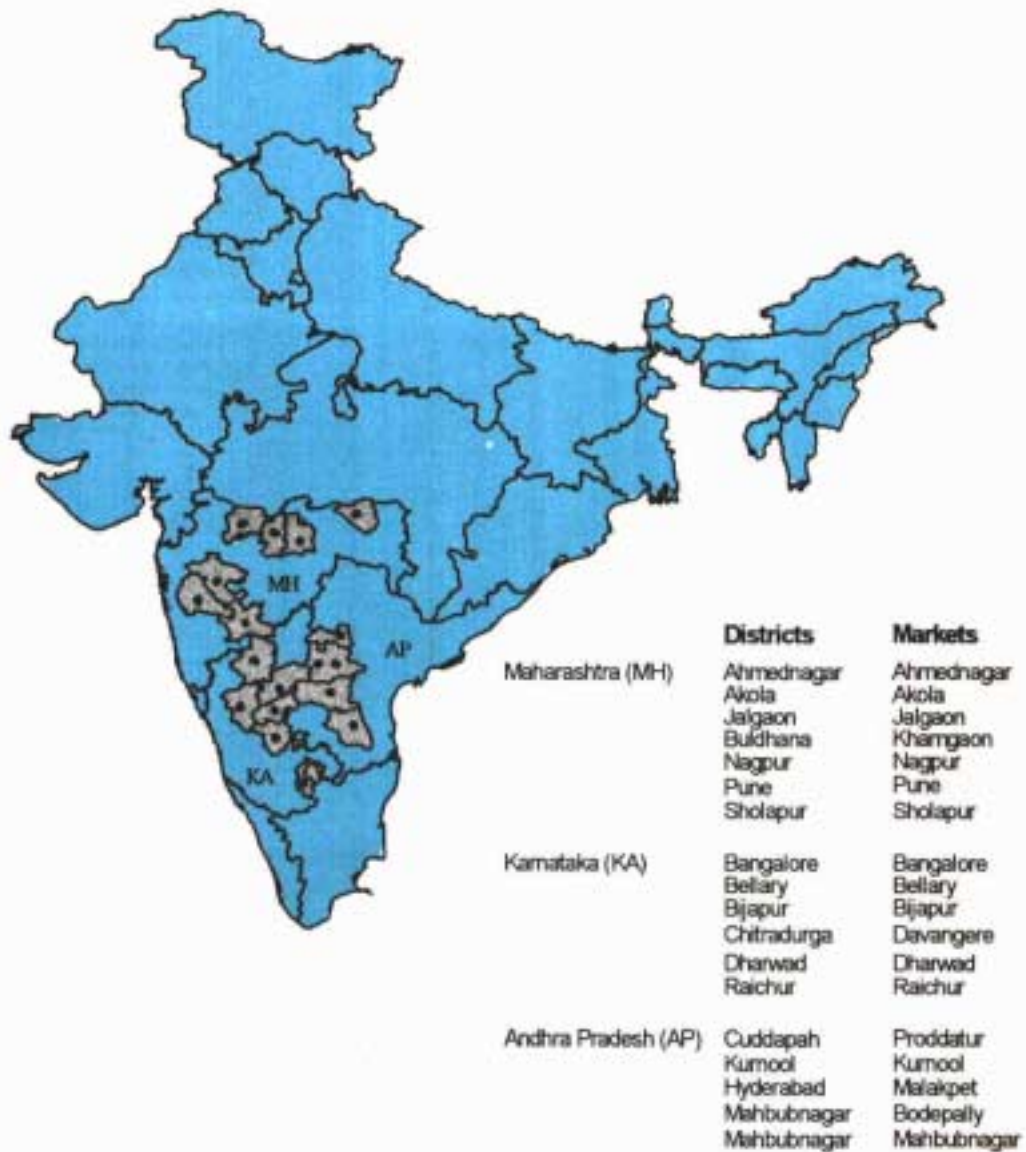 MH
AP
KA
Districts Markets
Maharashtra (MH) Ahmednagar Ahmednagar
Akola Akola
Jalgaon Jalgaon
Buldhana Khamgaon
Nagpur Nagpur
Pune Pune
Sholapur Sholapur
Karnataka (KA) Bangalore Bangalore
Bellary Bellary
Bijapur Bijapur
Chitradurga Davangere
Dharwad Dharwad
Raichur Raichur
Andhra Pradesh (AP) Cuddapah Proddatur
Kurnool Kurnool
Hyderabad Malakpet
Mahbubnagar Bodepally
Mahbubnagar Mahbubnagar